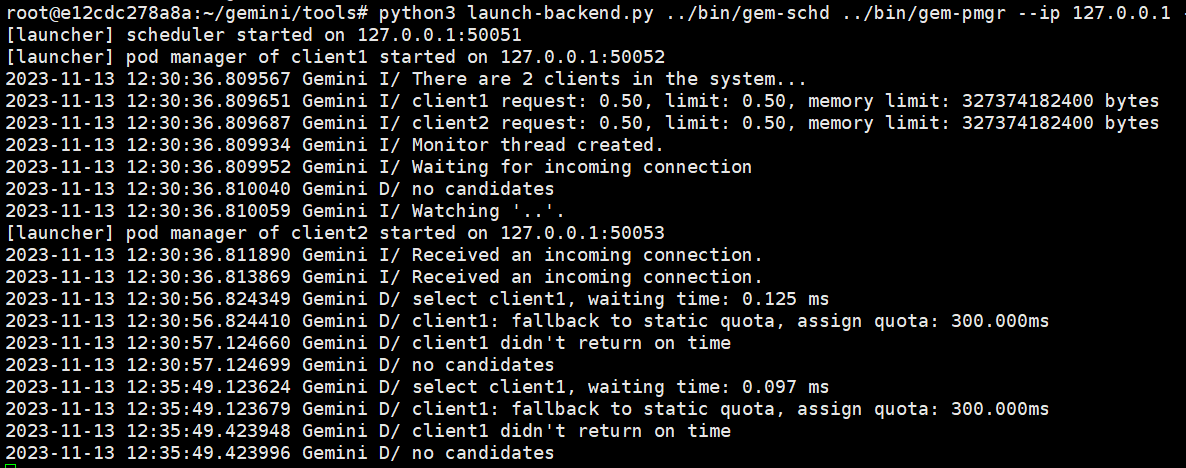 root@e12cdc278a8a:~/gemini/tools# python3 launch-backend.py ../bin/gem-schd ../bin/gem-pmgr --ip 127.0.0.1
[launcher] scheduler started on 127.0.0.1:50051
[launcher] pod manager of client1 started on 127.0.0.1:50052
2023-11-13 12:30:36.809567 Gemini I/ There are 2 clients in the system...
2023-11-13 12:30:36.809651 Gemini I/ client1 request: 0.50, limit: 0.50, memory limit: 327374182400 bytes
2023-11-13 12:30:36.809687 Gemini I/ client2 request: 0.50, limit: 0.50, memory limit: 327374182400 bytes
2023-11-13 12:30:36.809934 Gemini I/ Monitor thread created.
2023-11-13 12:30:36.809952 Gemini I/ Waiting for incoming connection
2023-11-13 12:30:36.810040 Gemini D/ no candidates
2023-11-13 12:30:36.810059 Gemini I/ Watching '..'.
[launcher] pod manager of client2 started on 127.0.0.1:50053
2023-11-13 12:30:36.811890 Gemini I/ Received an incoming connection.
2023-11-13 12:30:36.813869 Gemini I/ Received an incoming connection.
2023-11-13 12:30:56.824349 Gemini D/ select client1, waiting time: 0.125 ms
2023-11-13 12:30:56.824410 Gemini D/ client1: fallback to static quota, assign quota: 300.000ms
2023-11-13 12:30:57.124660 Gemini D/ client1 didn't return on time
2023-11-13 12:30:57.124699 Gemini D/ no candidates
2023-11-13 12:35:49.123624 Gemini D/ select client1, waiting time: 0.097 ms
2023-11-13 12:35:49.123679 Gemini D/ client1: fallback to static quota, assign quota: 300.000ms
2023-11-13 12:35:49.423948 Gemini D/ client1 didn't return on time
2023-11-13 12:35:49.423996 Gemini D/ no candidates